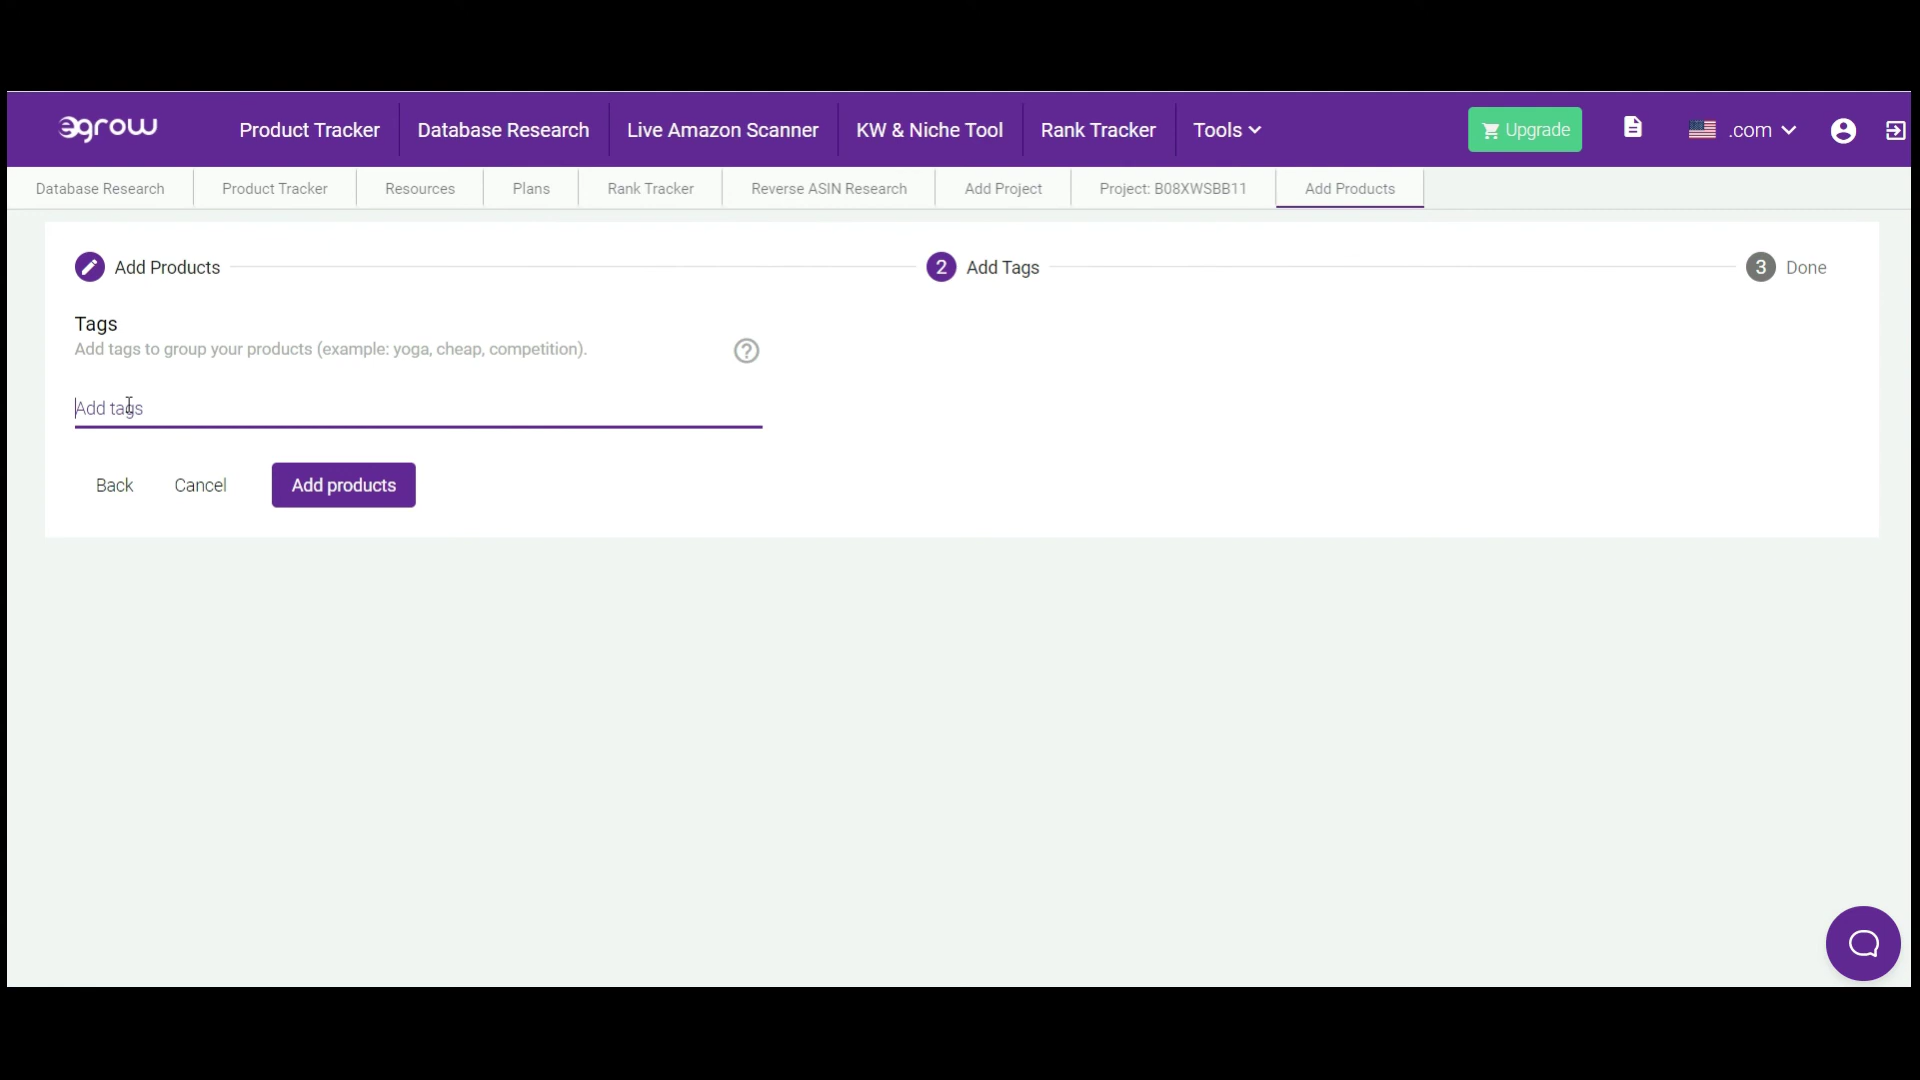 egrow
Product Tracker
Database Research
Live Amazon Scanner
KW & Niche Tool
Rank Tracker
Tools
Upgrade
.com
Database Research
Product Tracker
Resources
Plans
Rank Tracker
Reverse ASIN Research
Add Project
Project: B08XWSBB11
Add Products
Add Products
2 Add Tags
3 Done
Tags
Add tags to group your products (example: yoga, cheap, competition).
Add tags
Back
Cancel
Add products